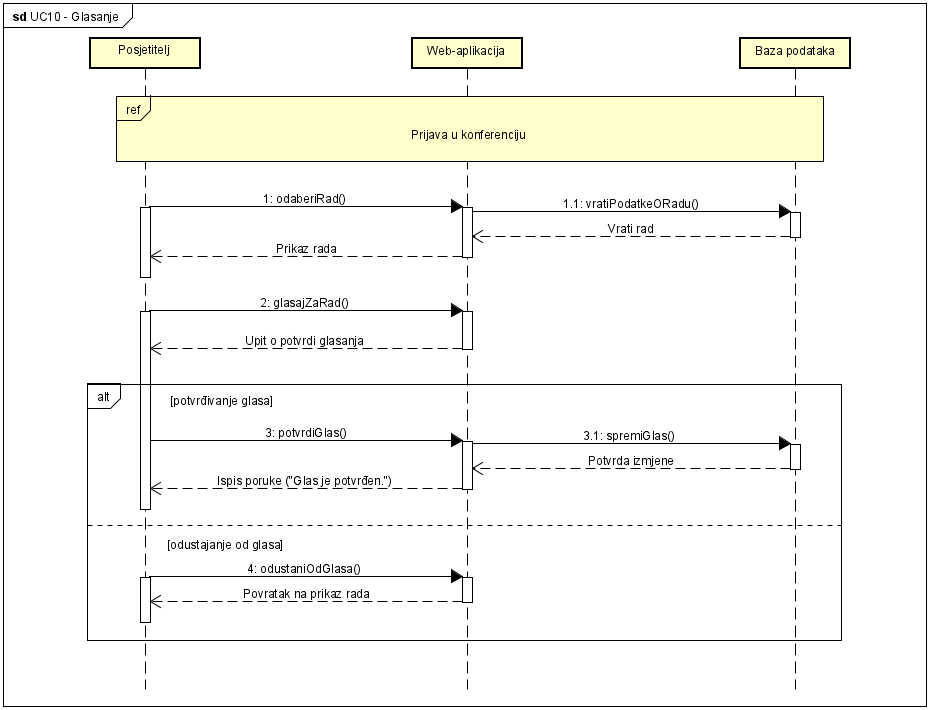 sd UC10 - Glasanje
Posjetitelj
Web-aplikacija
Baza podataka
ref
Prijava u konferenciju
1: odaberiRad()
1.1: vratiPodatkeORadu()
Vrati rad
Prikaz rada
2: glasajZaRad()
Upit o potvrdi glasanja
alt
[potvrđivanje glasa]
3: potvrdiGlas()
3.1: spremiGlas()
Potvrda izmjene
Ispis poruke ("Glas je potvrđen.")
[odustajanje od glasa]
4: odustaniOdGlasa()
Povratak na prikaz rada